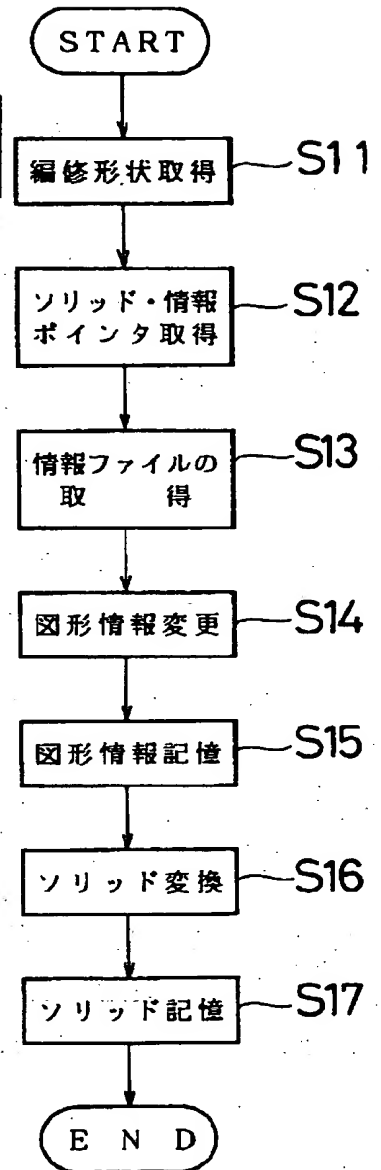 START
編修形状取得
S11
ソリッド・情報
ポインタ取得
S12
情報ファイルの
取 得
S13
図形情報変更
S14
図形情報記憶
S15
ソリッド変換
S16
ソリッド記憶
S17
E N D